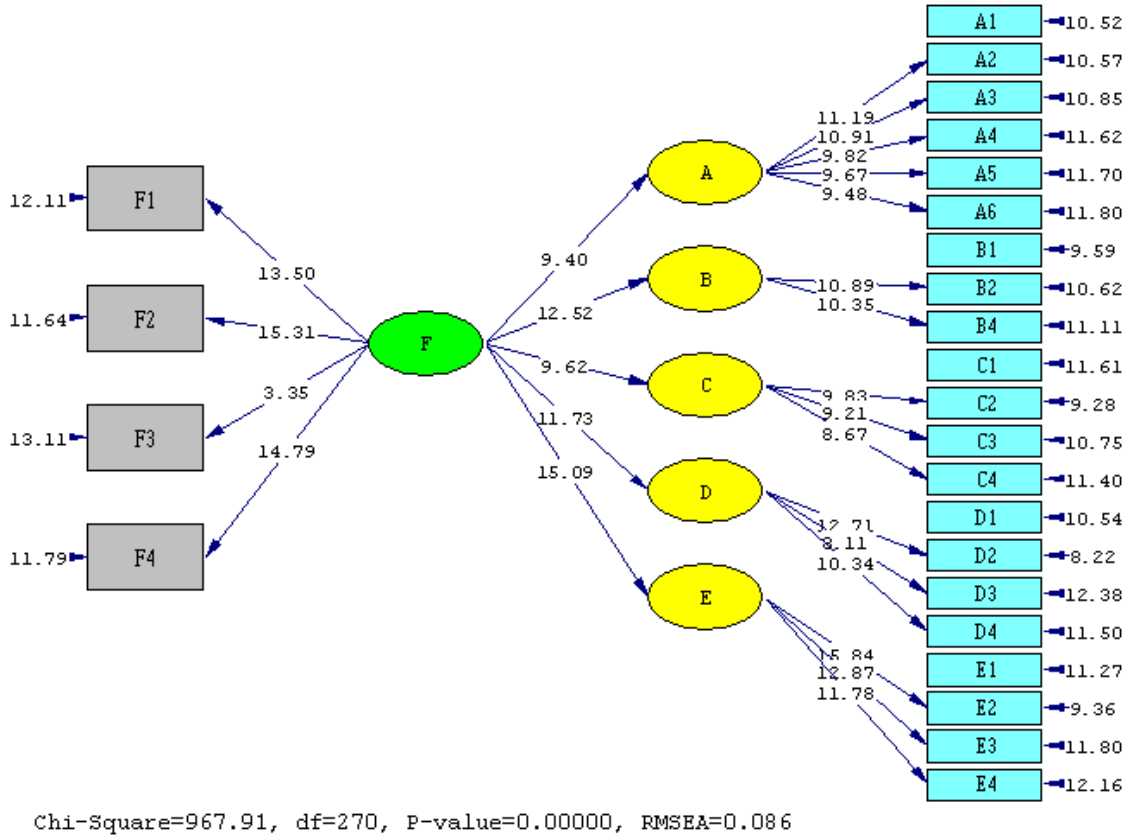 A1 10.52
A2 10.57
A3 10.85
A4 11.62
A5 11.70
A6 11.80
B1 9.59
B2 10.62
B4 11.11
C1 11.61
C2 9.28
C3 10.75
C4 11.40
D1 10.54
D2 8.22
D3 12.38
D4 11.50
E1 11.27
E2 9.36
E3 11.80
E4 12.16
11.19
10.91
9.82
9.67
9.48
10.89
10.35
9.83
9.21
8.67
12.71
8.11
10.34
15.84
12.87
11.78
A
B
C
D
E
9.40
12.52
9.62
11.73
15.09
F
13.50
15.31
3.35
14.79
12.11 F1
11.64 F2
13.11 F3
11.79 F4
Chi-Square=967.91, df=270, P-value=0.00000, RMSEA=0.086